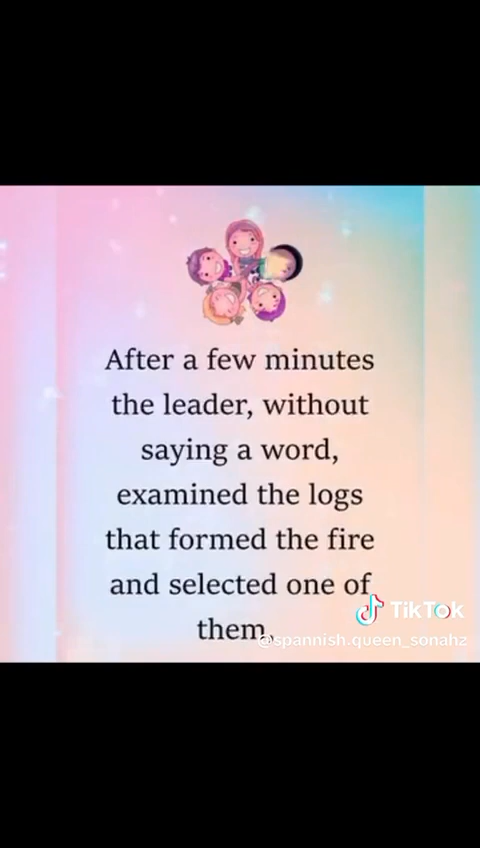 After a few minutes
the leader, without
saying a word,
examined the logs
that formed the fire
and selected one of
them.
TikTok
@spannish.queen_sonahz